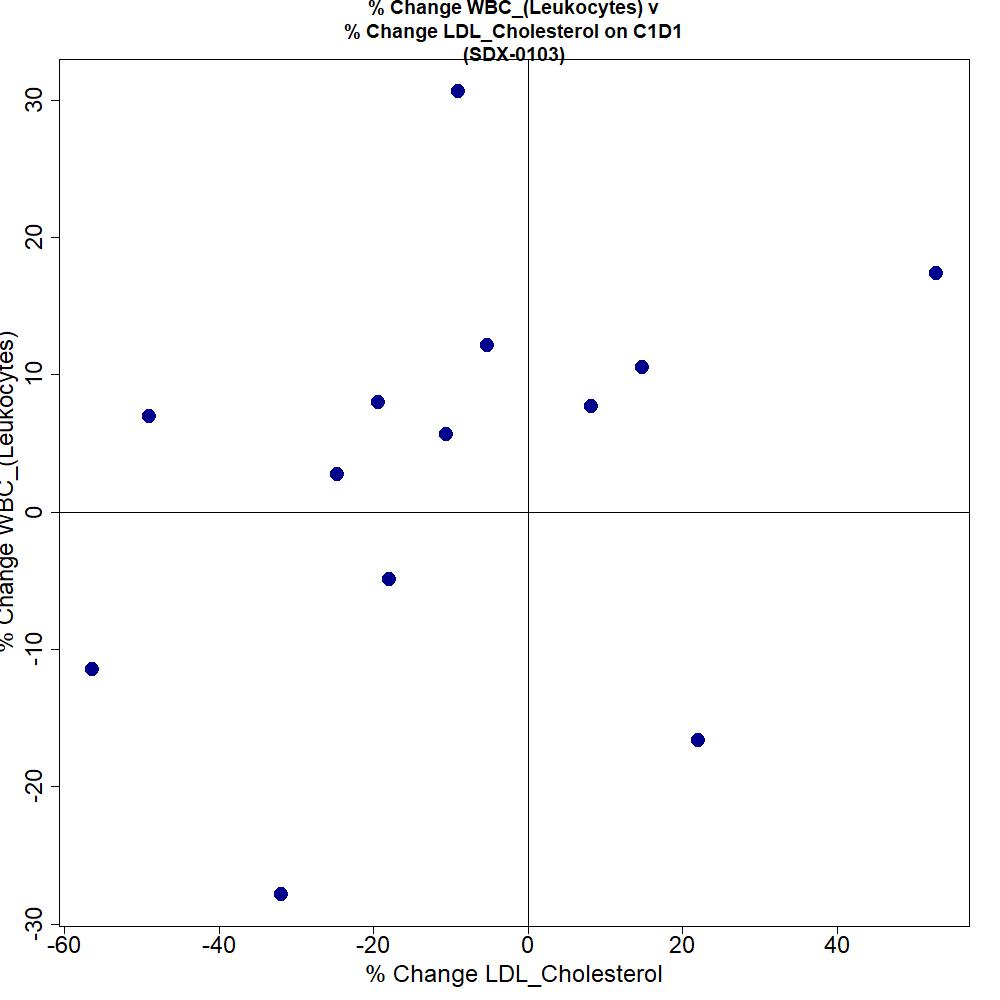 % Change WBC_(Leukocytes) v
% Change LDL_Cholesterol on C1D1
(SDX-0103)
30
20
10
0
-10
-20
-30
% Change WBC_(Leukocytes)
-60 -40 -20 0 20 40
% Change LDL_Cholesterol